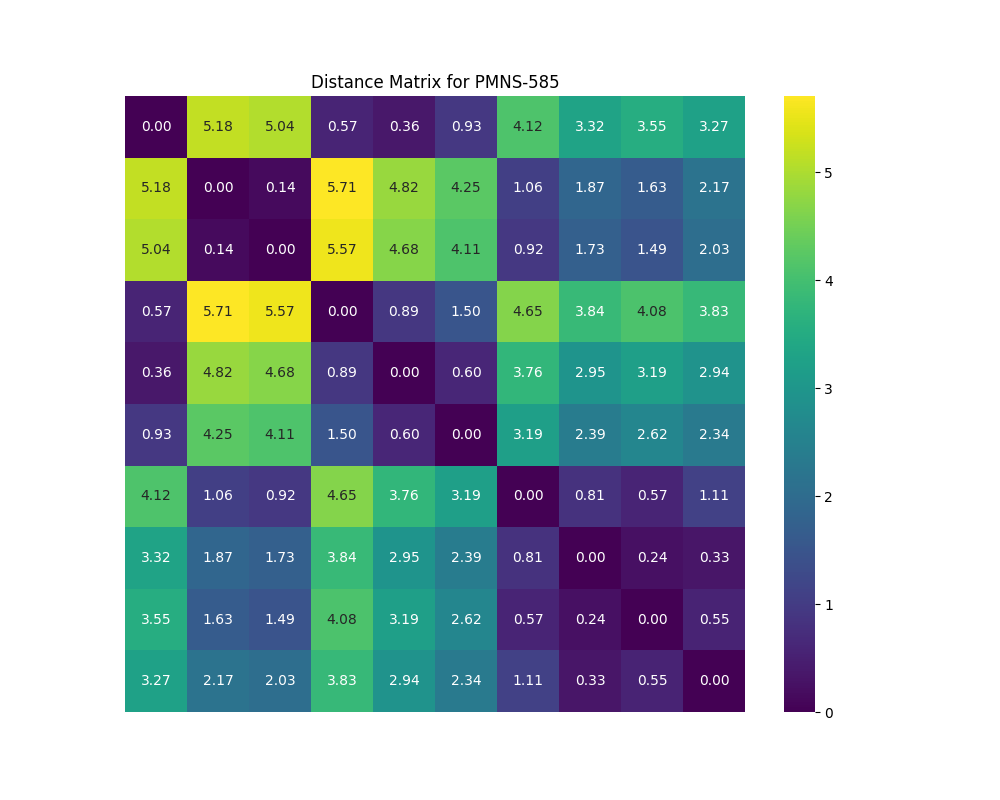 Distance Matrix for PMNS-585
0.00 5.18 5.04 0.57 0.36 0.93 4.12 3.32 3.55 3.27
5.18 0.00 0.14 5.71 4.82 4.25 1.06 1.87 1.63 2.17
5.04 0.14 0.00 5.57 4.68 4.11 0.92 1.73 1.49 2.03
0.57 5.71 5.57 0.00 0.89 1.50 4.65 3.84 4.08 3.83
0.36 4.82 4.68 0.89 0.00 0.60 3.76 2.95 3.19 2.94
0.93 4.25 4.11 1.50 0.60 0.00 3.19 2.39 2.62 2.34
4.12 1.06 0.92 4.65 3.76 3.19 0.00 0.81 0.57 1.11
3.32 1.87 1.73 3.84 2.95 2.39 0.81 0.00 0.24 0.33
3.55 1.63 1.49 4.08 3.19 2.62 0.57 0.24 0.00 0.55
3.27 2.17 2.03 3.83 2.94 2.34 1.11 0.33 0.55 0.00
5
4
3
2
1
0